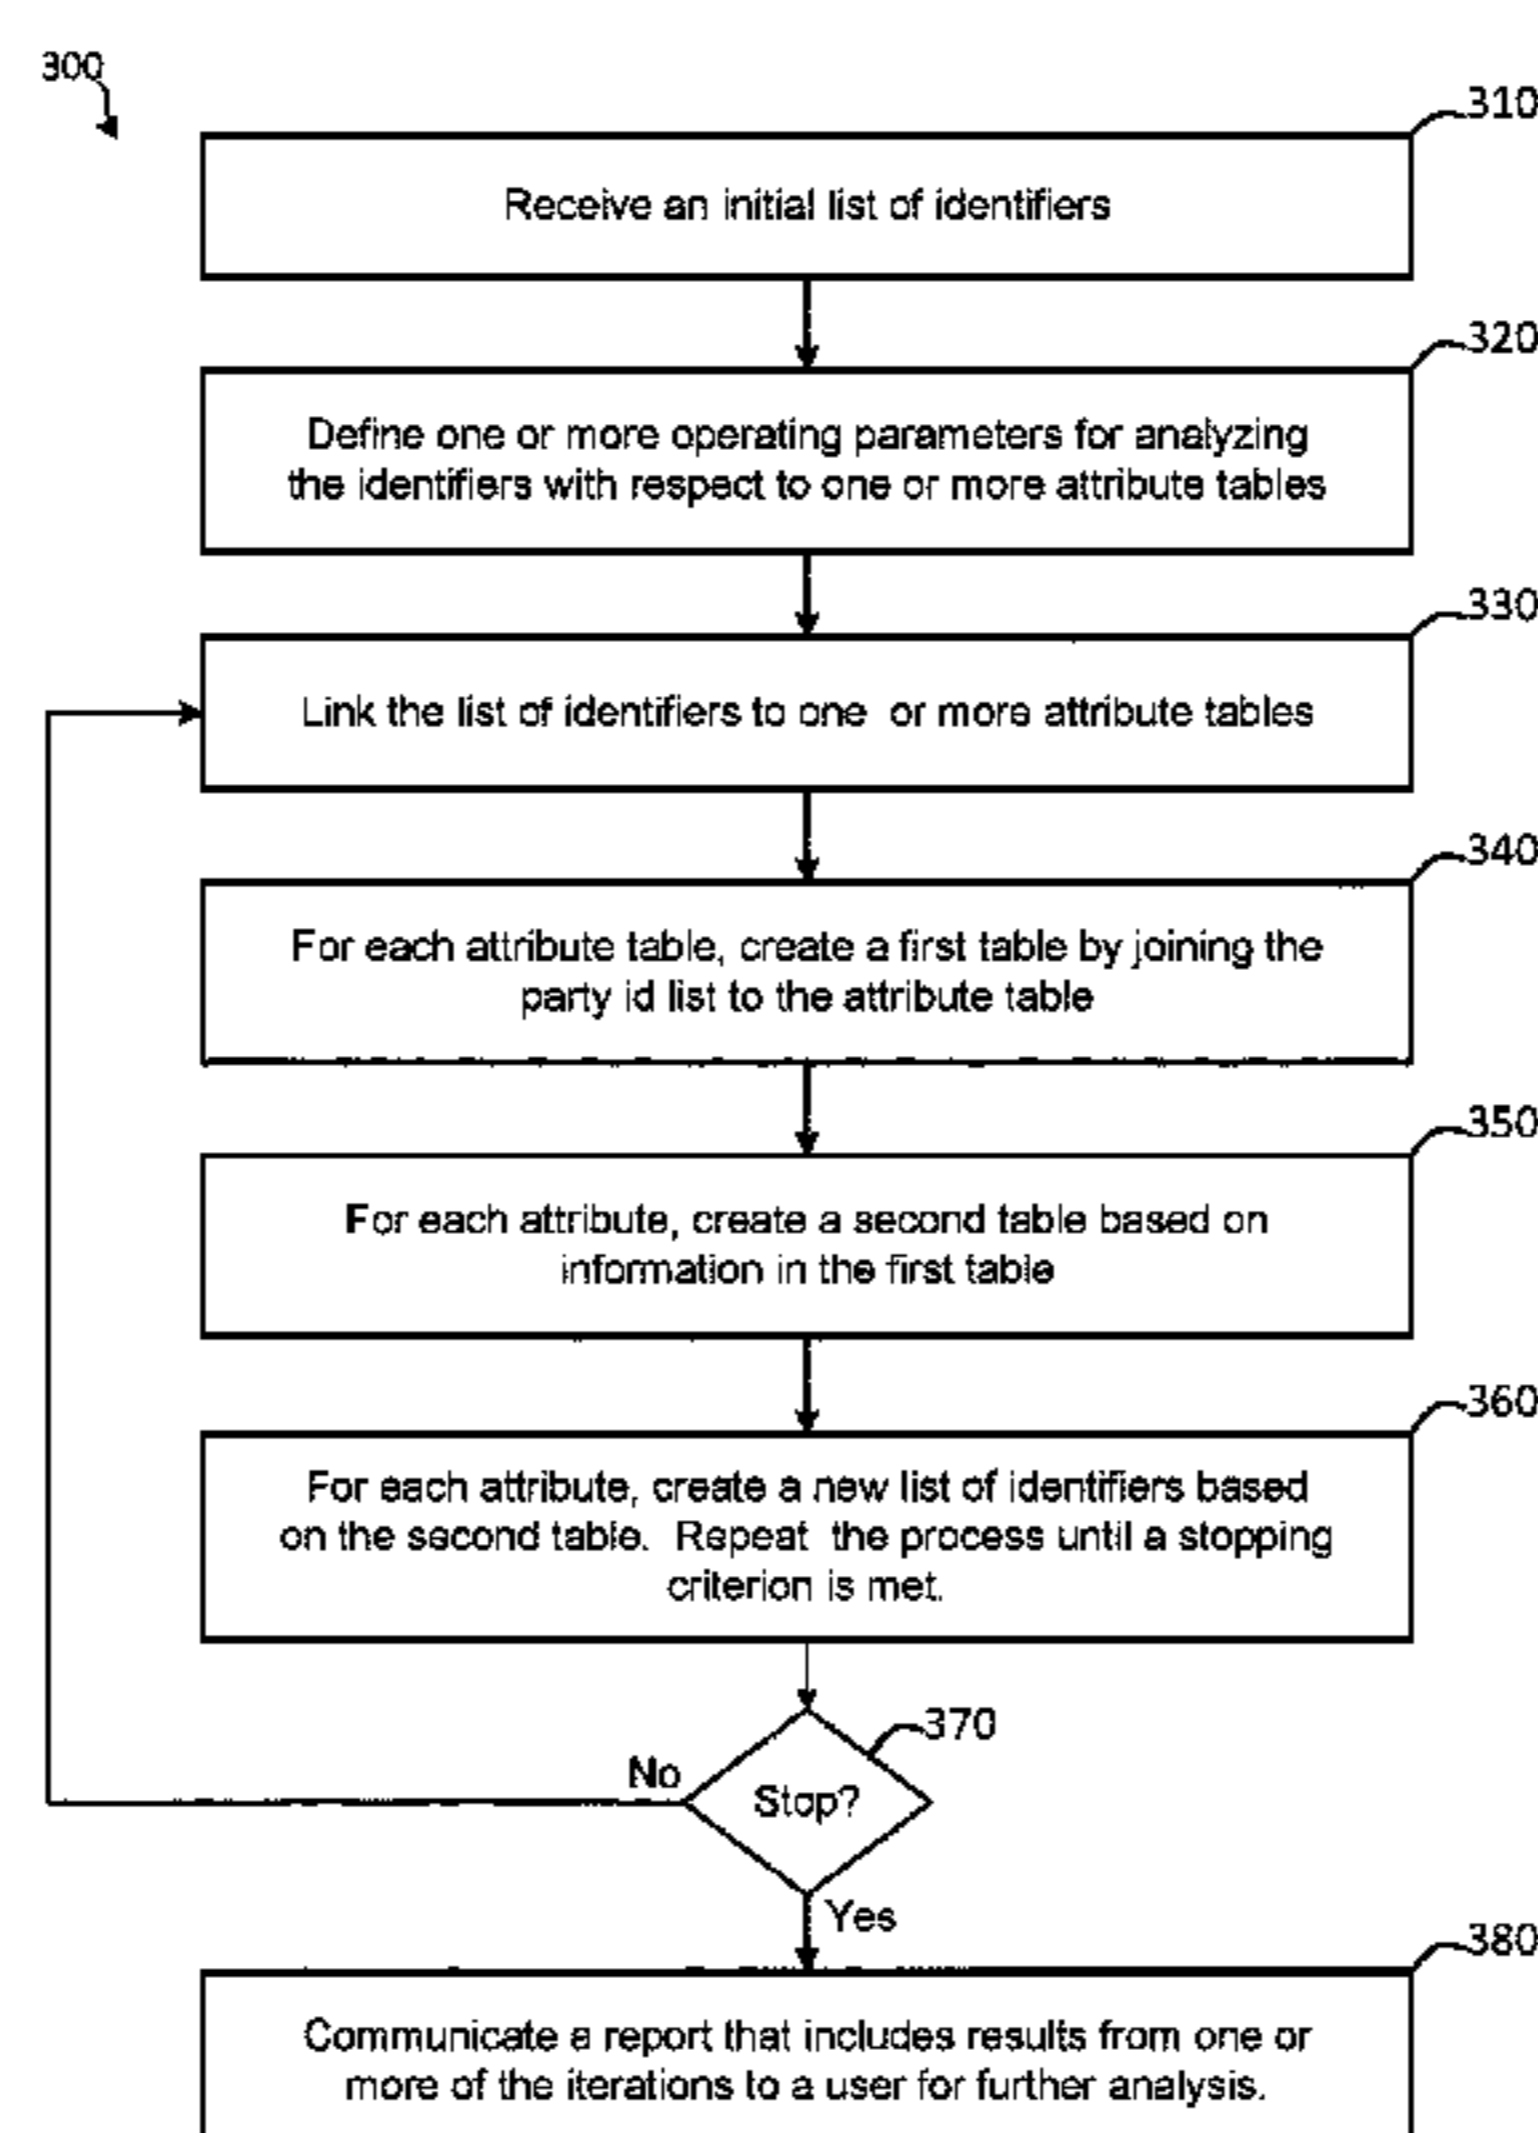 300
310
Receive an initial list of identifiers
320
Define one or more operating parameters for analyzing
the identifiers with respect to one or more attribute tables
330
Link the list of identifiers to one or more attribute tables
340
For each attribute table, create a first table by joining the
party id list to the attribute table
350
For each attribute, create a second table based on
information in the first table
360
For each attribute, create a new list of identifiers based
on the second table. Repeat the process until a stopping
criterion is met.
370
No
Stop?
Yes
380
Communicate a report that includes results from one or
more of the iterations to a user for further analysis.